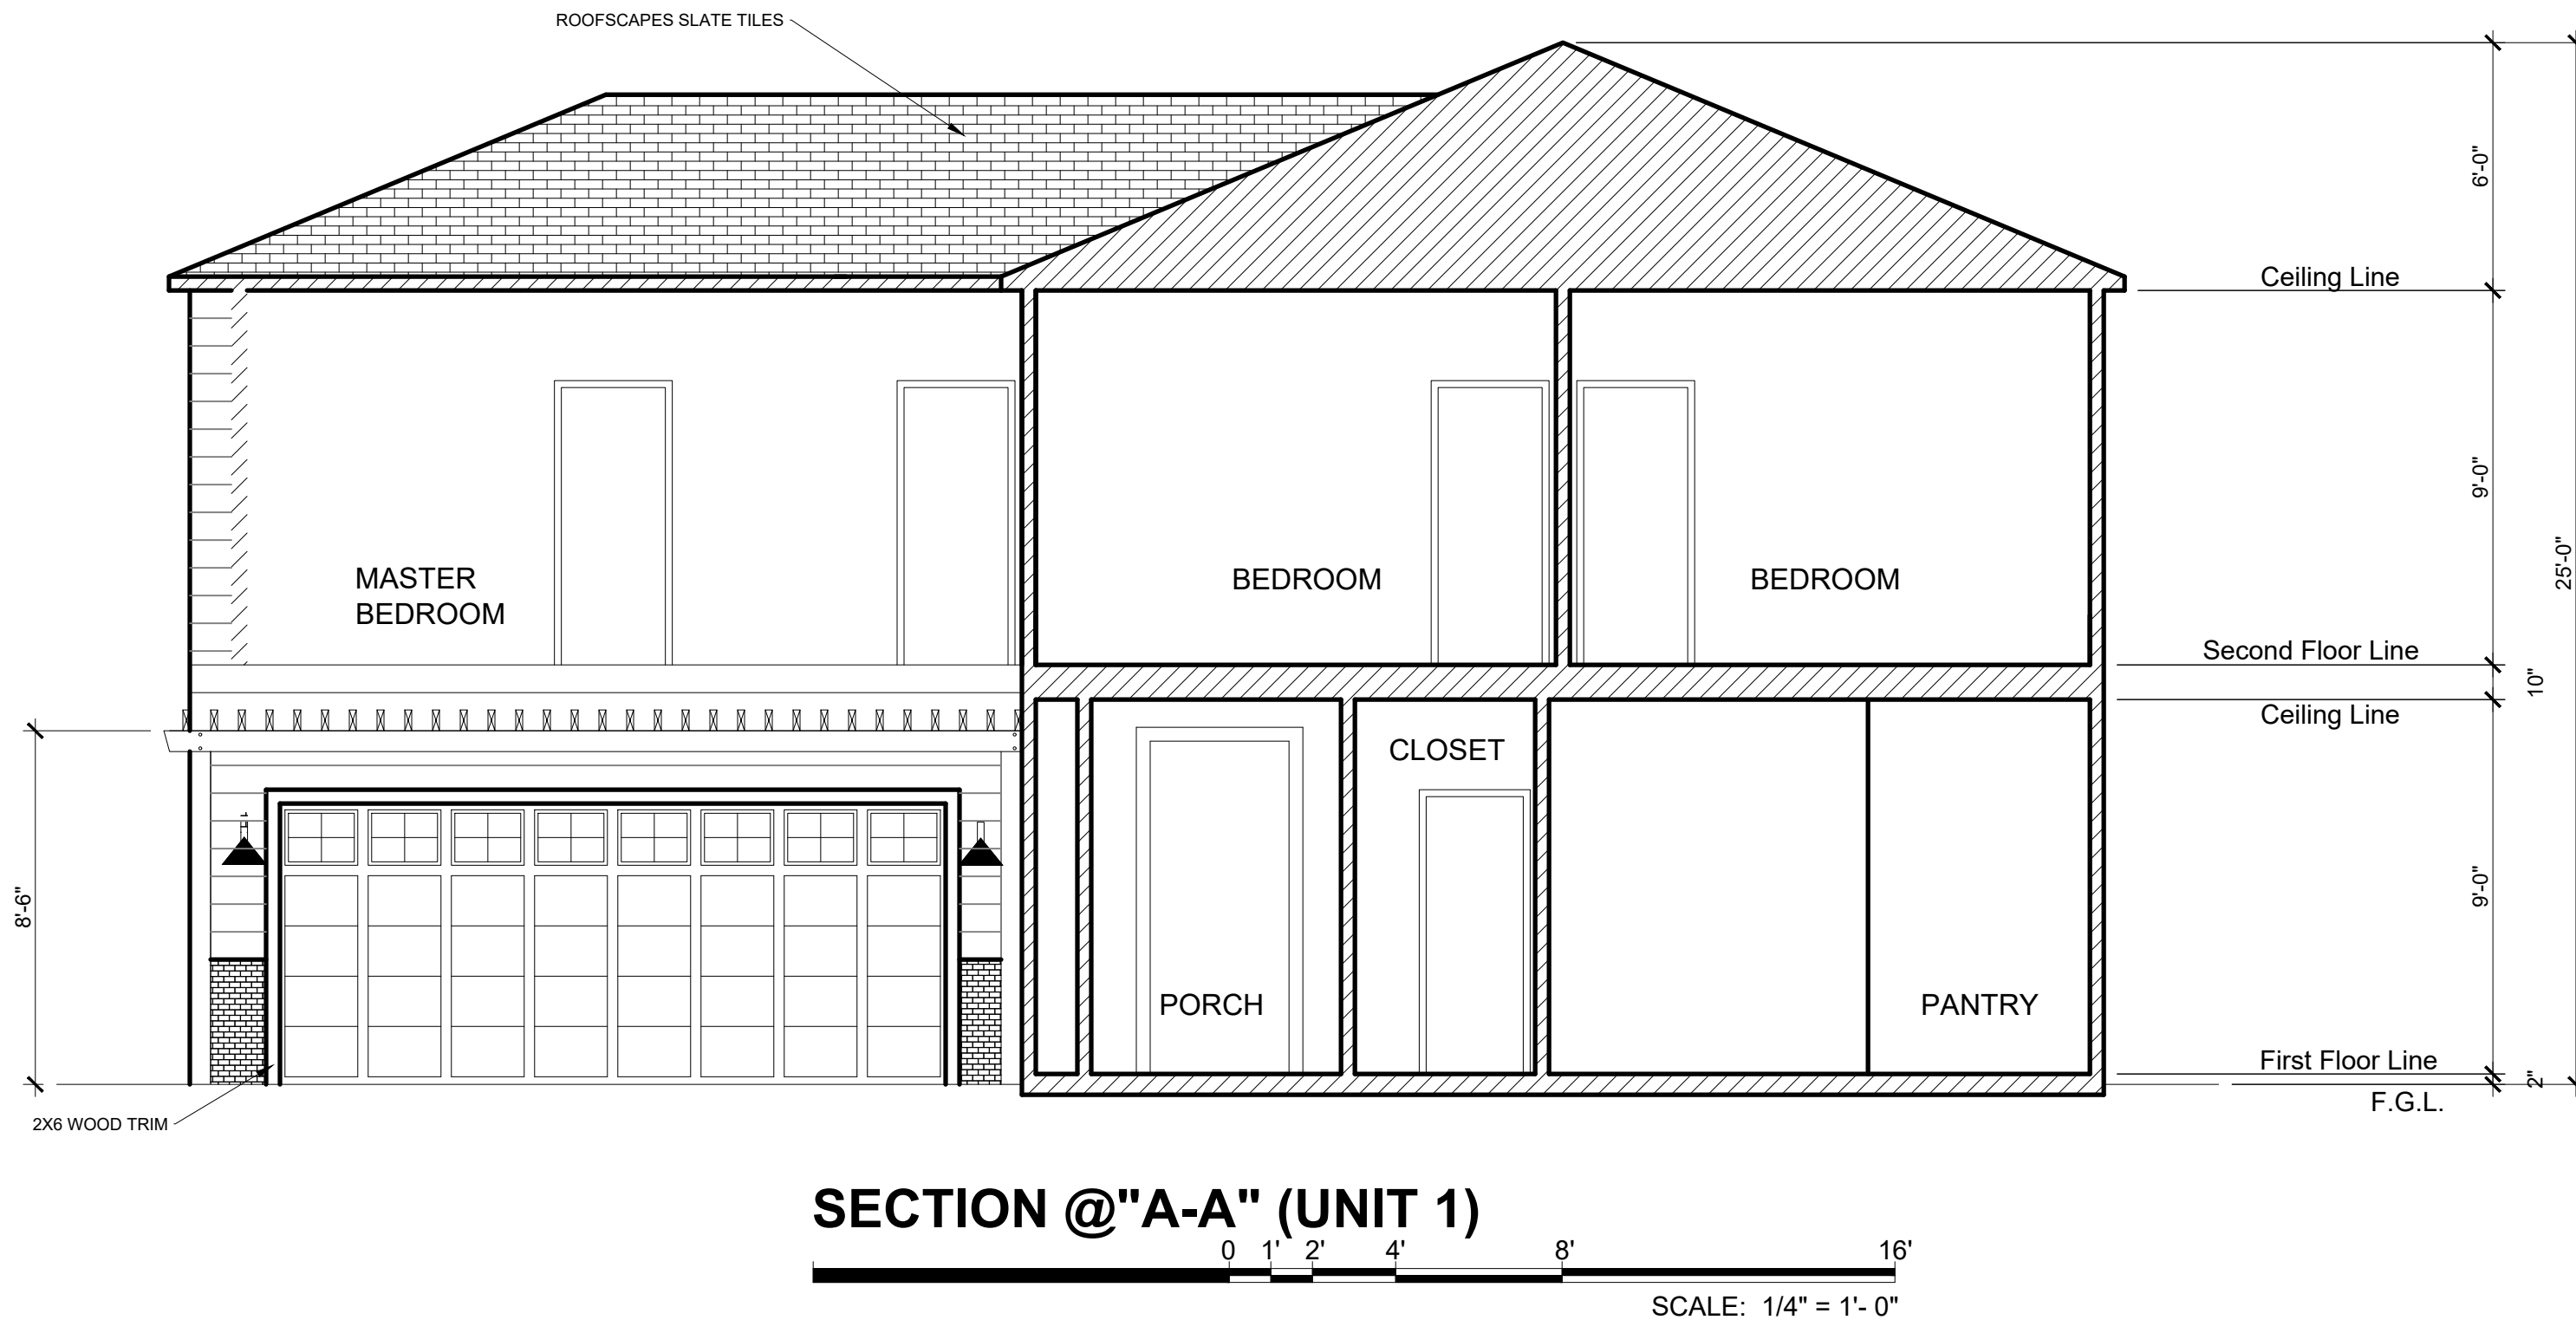 ROOFSCAPES SLATE TILES
6'-0"
Ceiling Line
9'-0"
25'-0"
MASTER
BEDROOM
BEDROOM
BEDROOM
Second Floor Line
10"
Ceiling Line
CLOSET
8'-6"
9'-0"
PORCH
PANTRY
First Floor Line
2"
F.G.L.
2X6 WOOD TRIM
SECTION @"A-A" (UNIT 1)
0 1' 2' 4' 8' 16'
SCALE: 1/4" = 1'- 0"